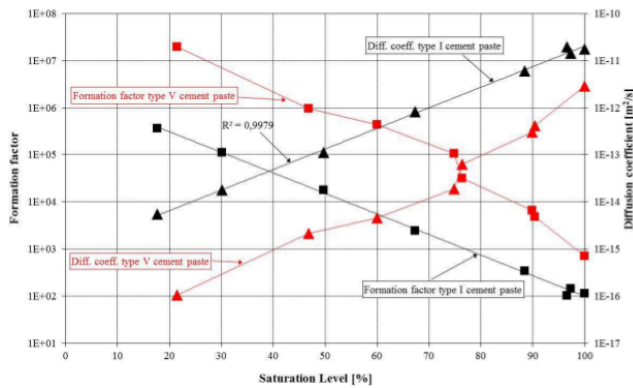 1E+08
1E+07
1E+06
1E+05
1E+04
1E+03
1E+02
1E+01
Formation factor
1E-10
1E-11
1E-12
1E-13
1E-14
1E-15
1E-16
1E-17
Diffusion coefficient [m²/s]
Diff. coeff. type I cement paste
Formation factor type V cement paste
R² = 0,9979
Diff. coeff. type V cement paste
Formation factor type I cement paste
0 10 20 30 40 50 60 70 80 90 100
Saturation Level [%]